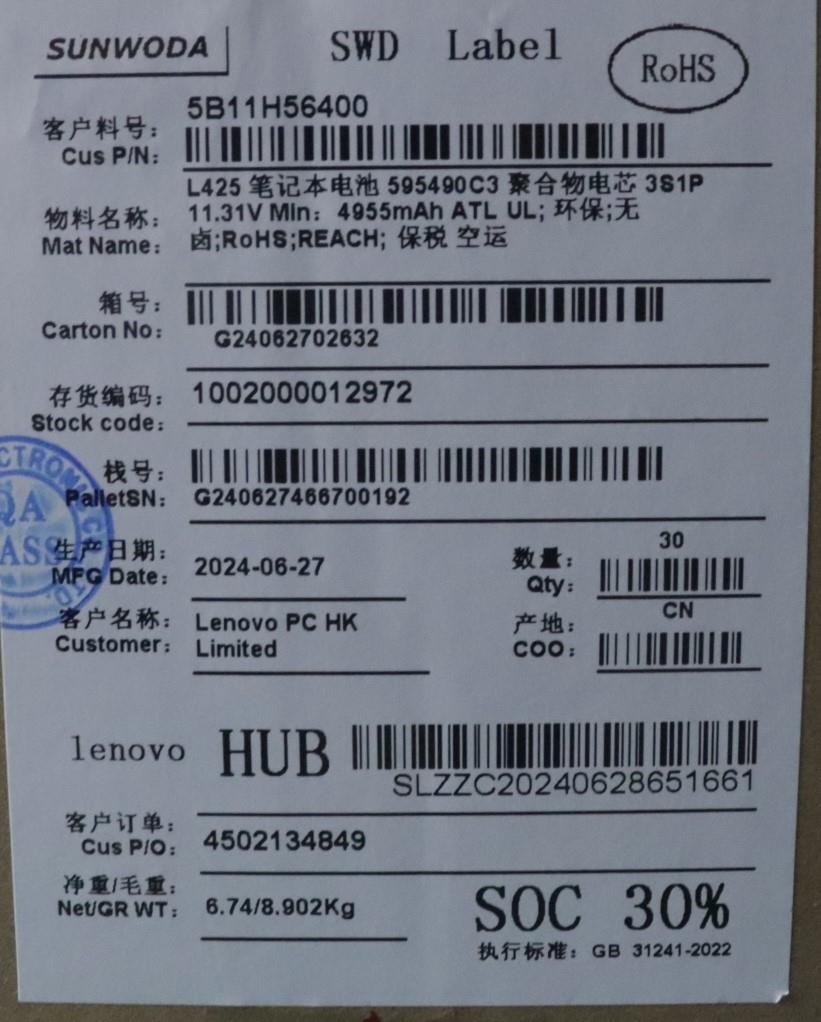 SUNWODA
SWD Label
RoHS
客户料号:
Cus P/N:
5B11H56400
物料名称:
Mat Name:
L425 笔记本电池 595490C3 聚合物电芯 3S1P
11.31V Min: 4955mAh ATL UL; 环保;无
卤;RoHS;REACH; 保税 空运
箱号:
Carton No:
G24062702632
存货编码:
Stock code:
1002000012972
栈号:
PalletSN:
G240627466700192
QA
生产日期:
MFG Date:
2024-06-27
数量:
Qty:
30
客户名称:
Customer:
Lenovo PC HK
Limited
产地:
COO:
CN
lenovo HUB
SLZZC20240628651661
客户订单:
Cus P/O:
4502134849
净重/毛重:
Net/GR WT:
6.74/8.902Kg
SOC 30%
执行标准: GB 31241-2022